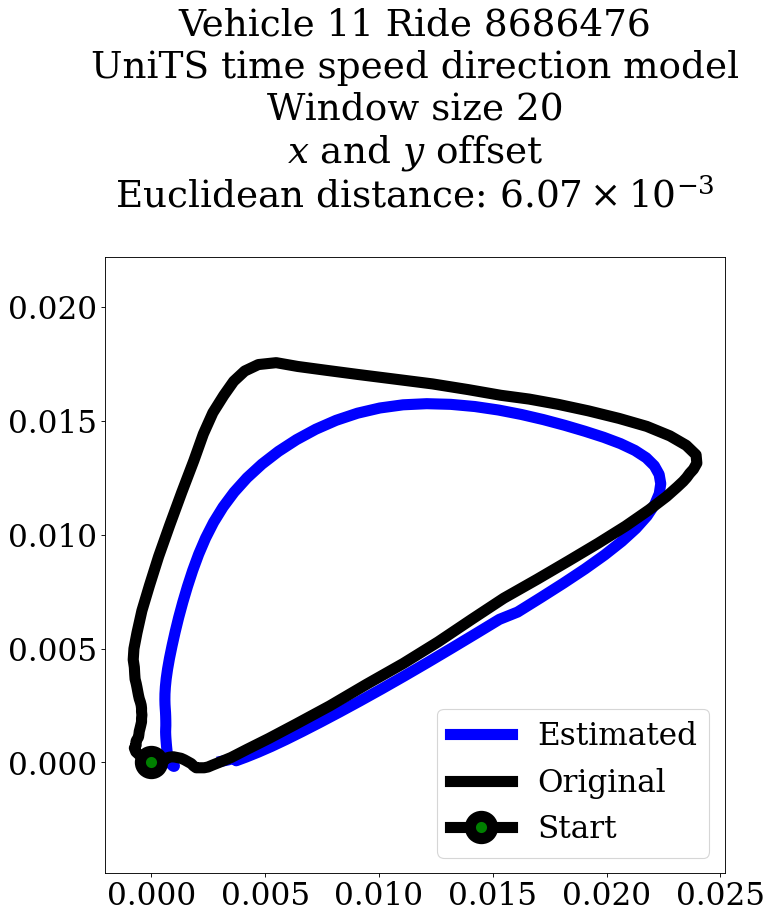 Vehicle 11 Ride 8686476
UniTS time speed direction model
Window size 20
x and y offset
Euclidean distance: 6.07 × 10⁻³
0.020
0.015
0.010
0.005
0.000
Estimated
Original
Start
0.000 0.005 0.010 0.015 0.020 0.025